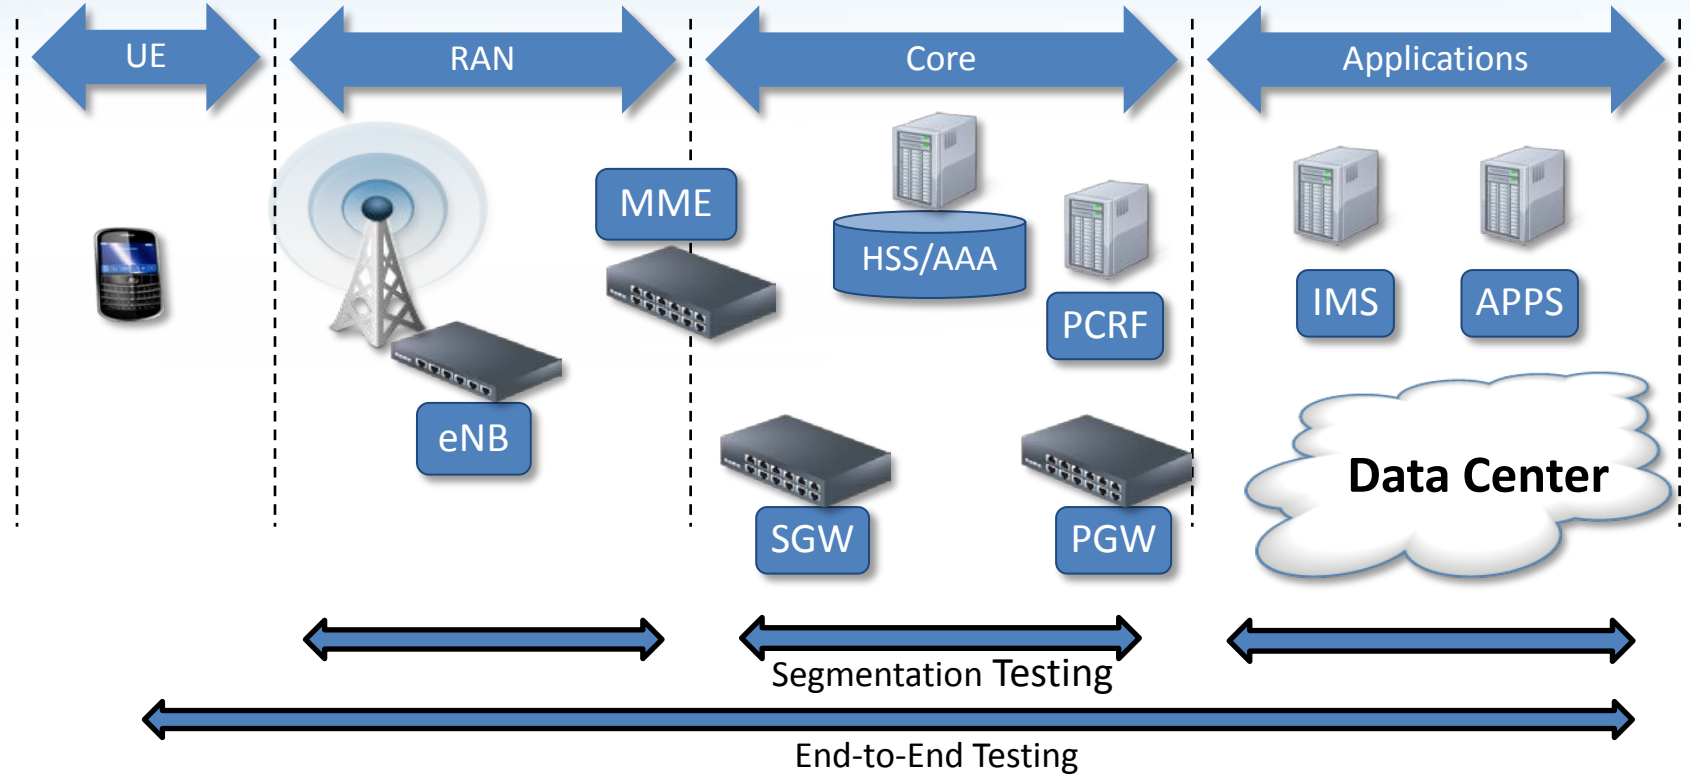 UE
RAN
Core
Applications
MME
HSS/AAA
PCRF
IMS
APPS
eNB
Data Center
SGW
PGW
Segmentation Testing
End-to-End Testing